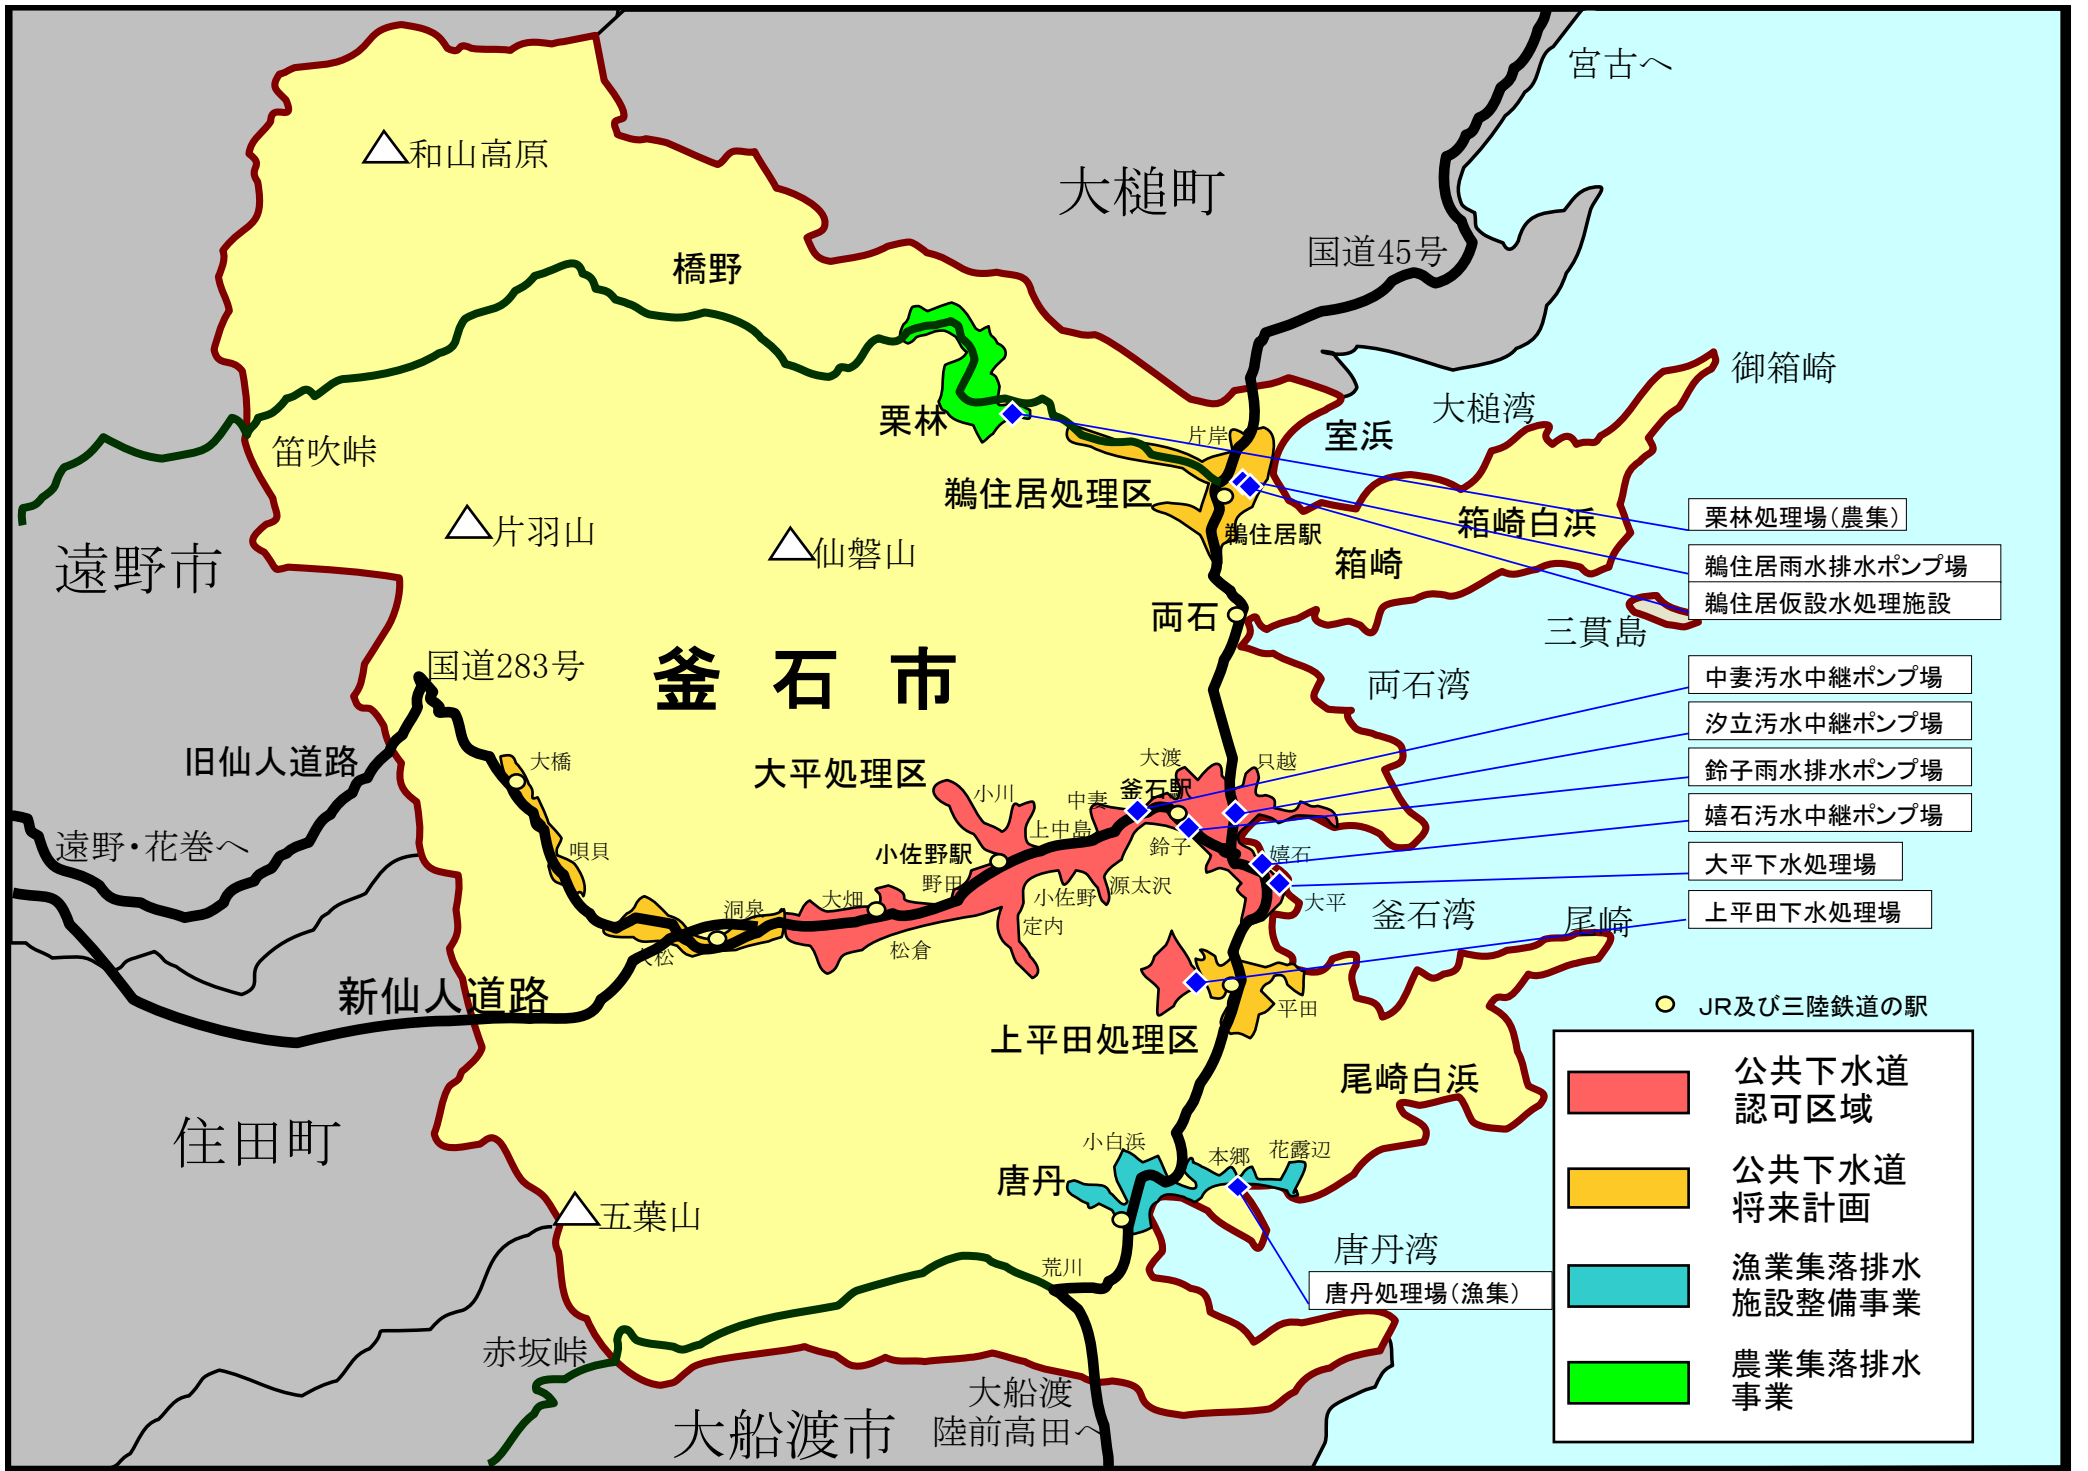 宮古へ
和山高原
大槌町
国道45号
橋野
御箱崎
大槌湾
栗林
片岸
室浜
笛吹峠
鵜住居処理区
栗林処理場(農集)
片羽山
仙磐山
鵜住居駅
箱崎白浜
箱崎
遠野市
鵜住居雨水排水ポンプ場
鵜住居仮設水処理施設
両石
三貫島
国道283号
釜石市
両石湾
中妻汚水中継ポンプ場
汐立汚水中継ポンプ場
旧仙人道路
大橋
大平処理区
大渡
只越
鈴子雨水排水ポンプ場
小川
中妻
釜石駅
嬉石汚水中継ポンプ場
上中島
遠野・花巻へ
唄貝
小佐野駅
鈴子
嬉石
大平下水処理場
野田
小佐野
源太沢
大畑
洞泉
大平
釜石湾
尾崎
上平田下水処理場
定内
松倉
大松
新仙人道路
平田
JR及び三陸鉄道の駅
上平田処理区
尾崎白浜
公共下水道
認可区域
住田町
小白浜
本郷
花露辺
唐丹
公共下水道
将来計画
五葉山
唐丹湾
荒川
唐丹処理場(漁集)
漁業集落排水
施設整備事業
赤坂峠
農業集落排水
事業
大船渡
陸前高田へ
大船渡市